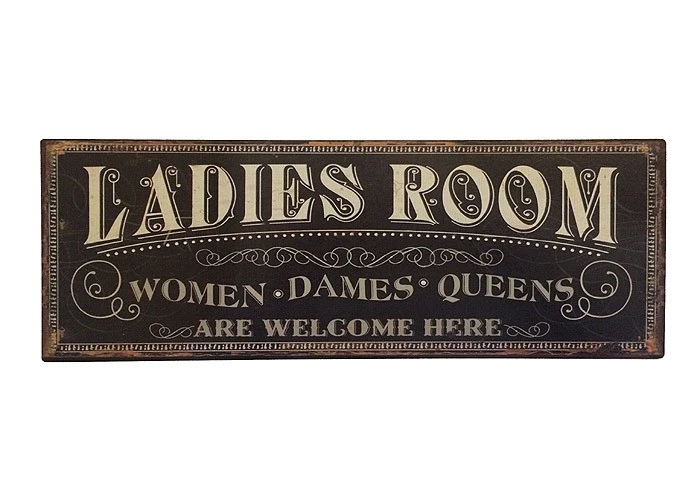 LADIES ROOM
WOMEN • DAMES • QUEENS
ARE WELCOME HERE